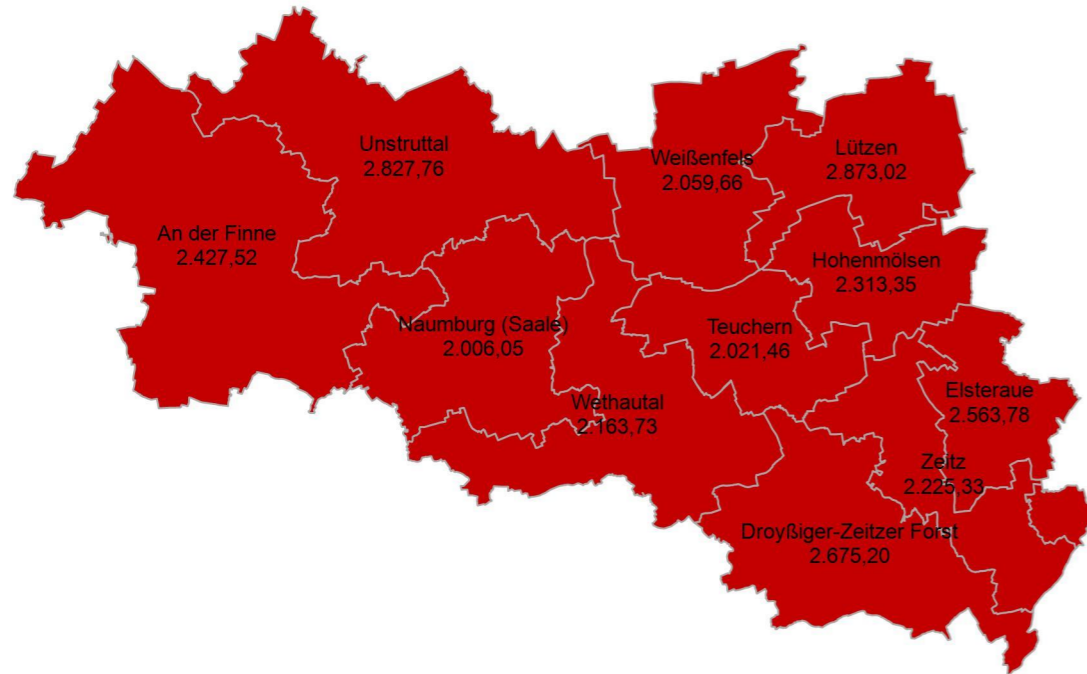 Unstruttal
2.827,76
Weißenfels
2.059,66
Lützen
2.873,02
An der Finne
2.427,52
Hohenmölsen
2.313,35
Naumburg (Saale)
2.006,05
Teuchern
2.021,46
Wethautal
2.163,73
Elsteraue
2.563,78
Zeitz
2.225,33
Droyßiger-Zeitzer Forst
2.675,20